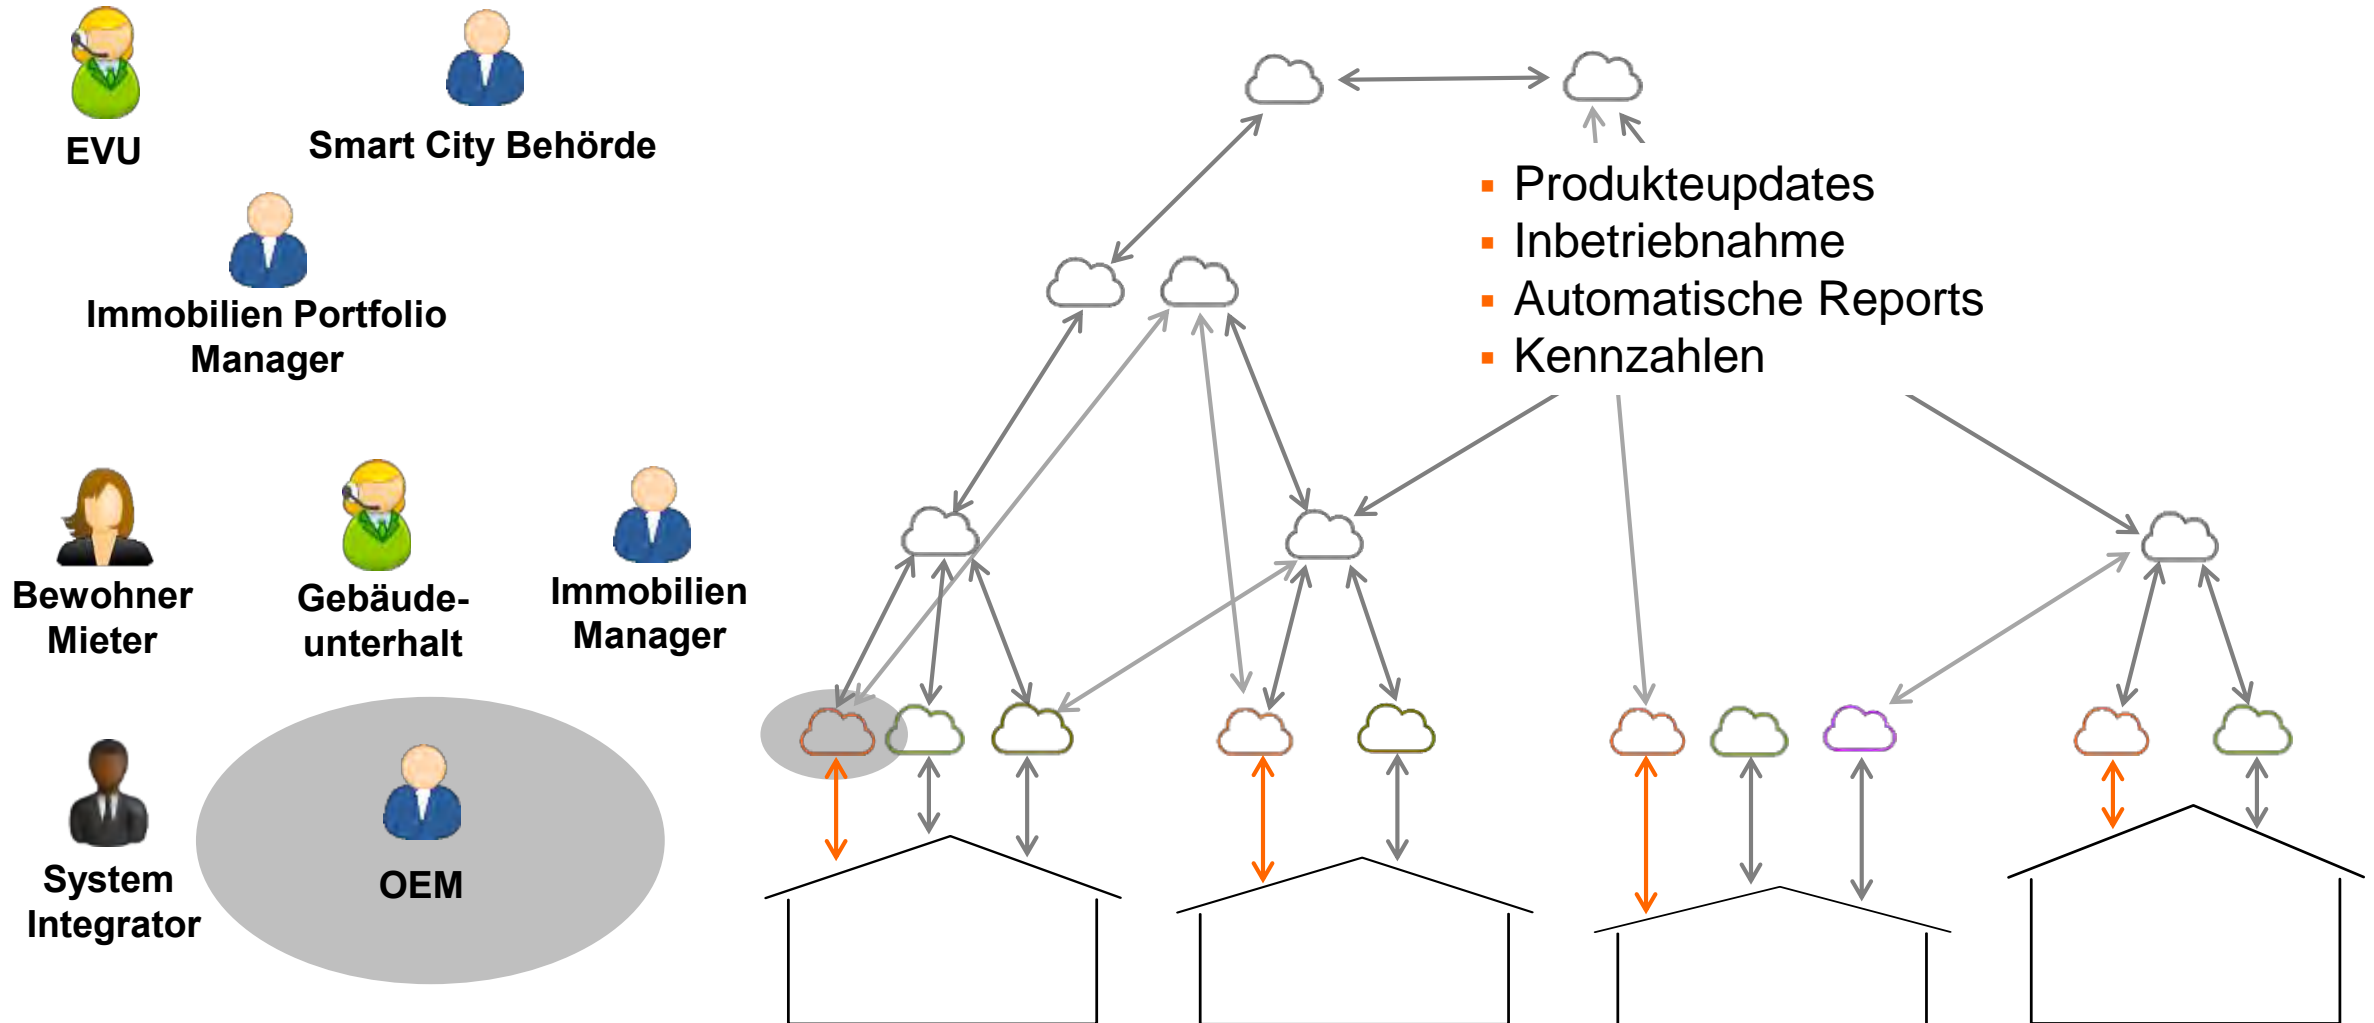 EVU
Smart City Behörde
Immobilien Portfolio
Manager
Bewohner
Mieter
Gebäude-
unterhalt
Immobilien
Manager
System
Integrator
OEM
Produkteupdates
Inbetriebnahme
Automatische Reports
Kennzahlen